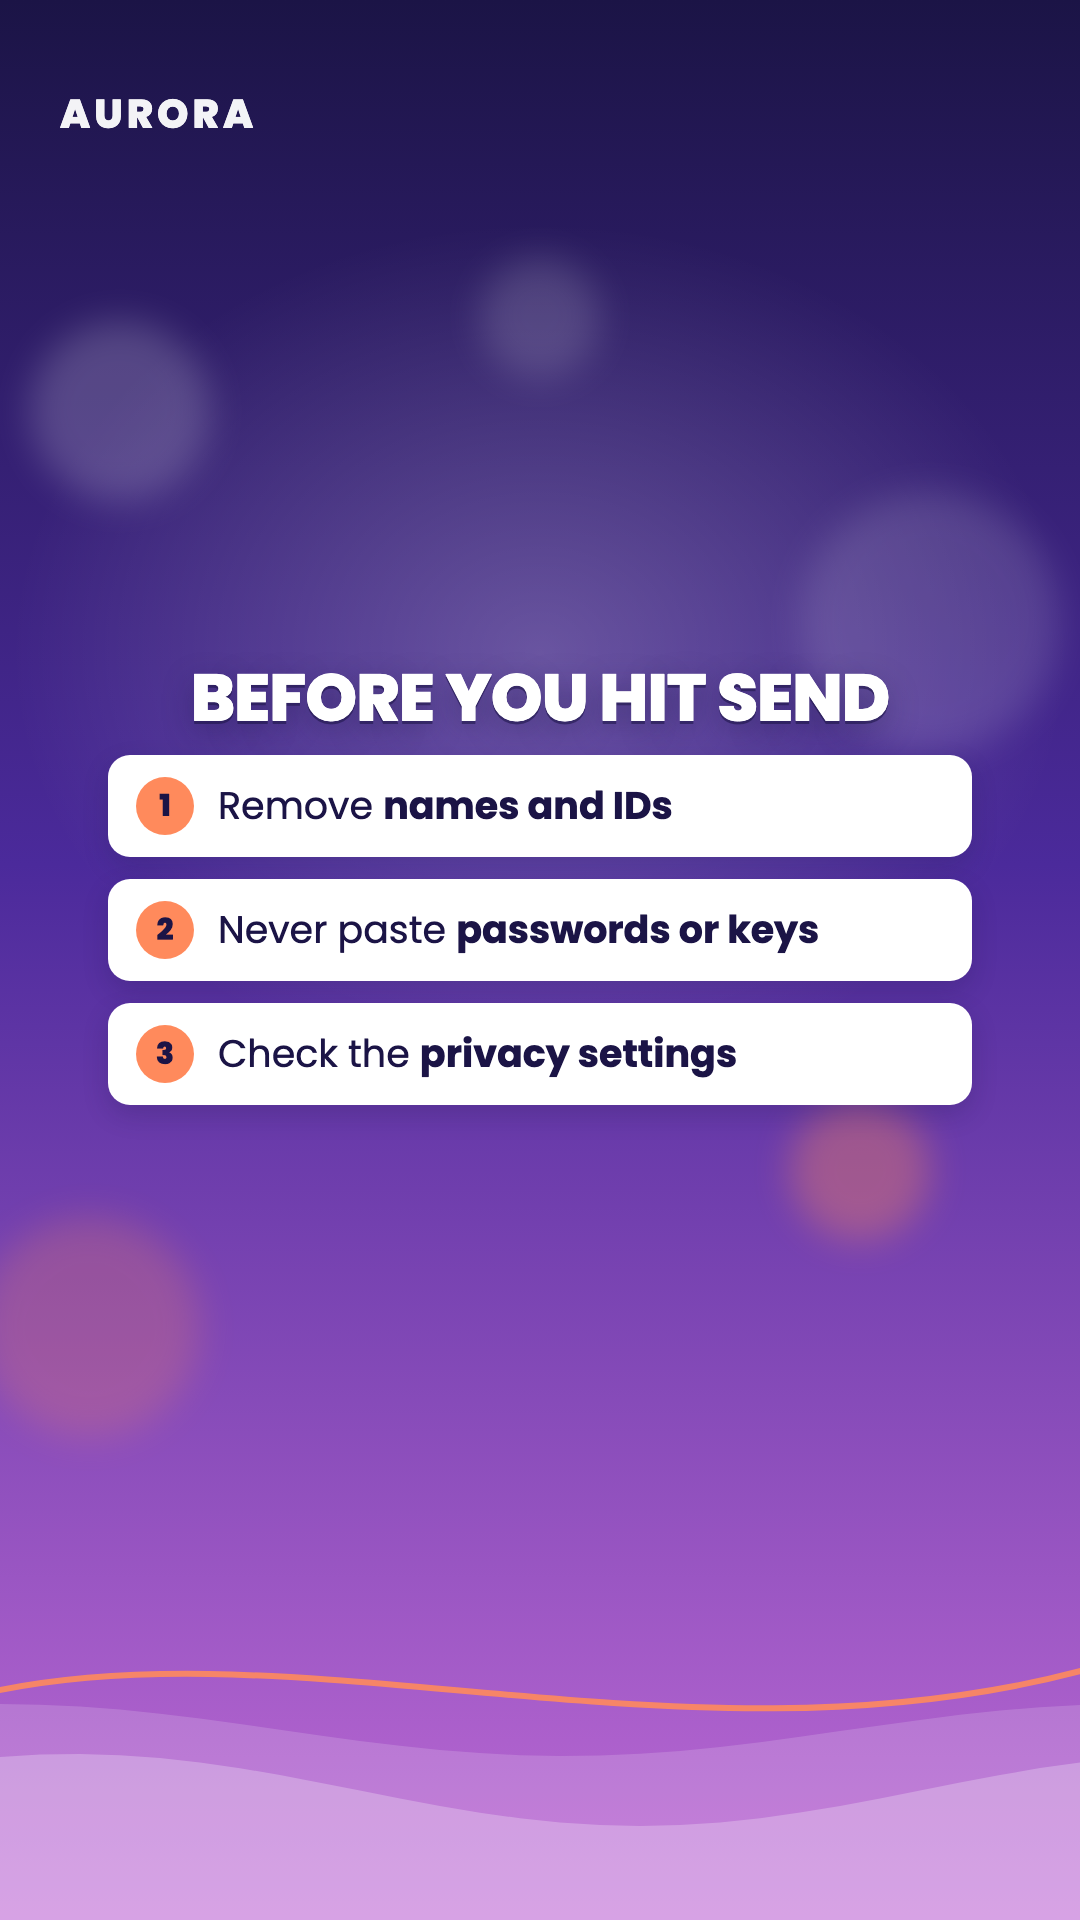 AURORA
BEFORE YOU HIT SEND
1 Remove names and IDs
2 Never paste passwords or keys
3 Check the privacy settings